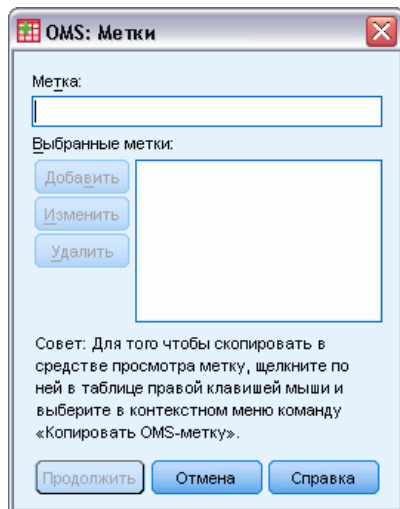 OMS: Метки
Метка:
Выбранные метки:
Добавить
Изменить
Удалить
Совет: Для того чтобы скопировать в
средстве просмотра метку, щелкните по
ней в таблице правой клавишей мыши и
выберите в контекстном меню команду
«Копировать OMS-метку».
Продолжить
Отмена
Справка